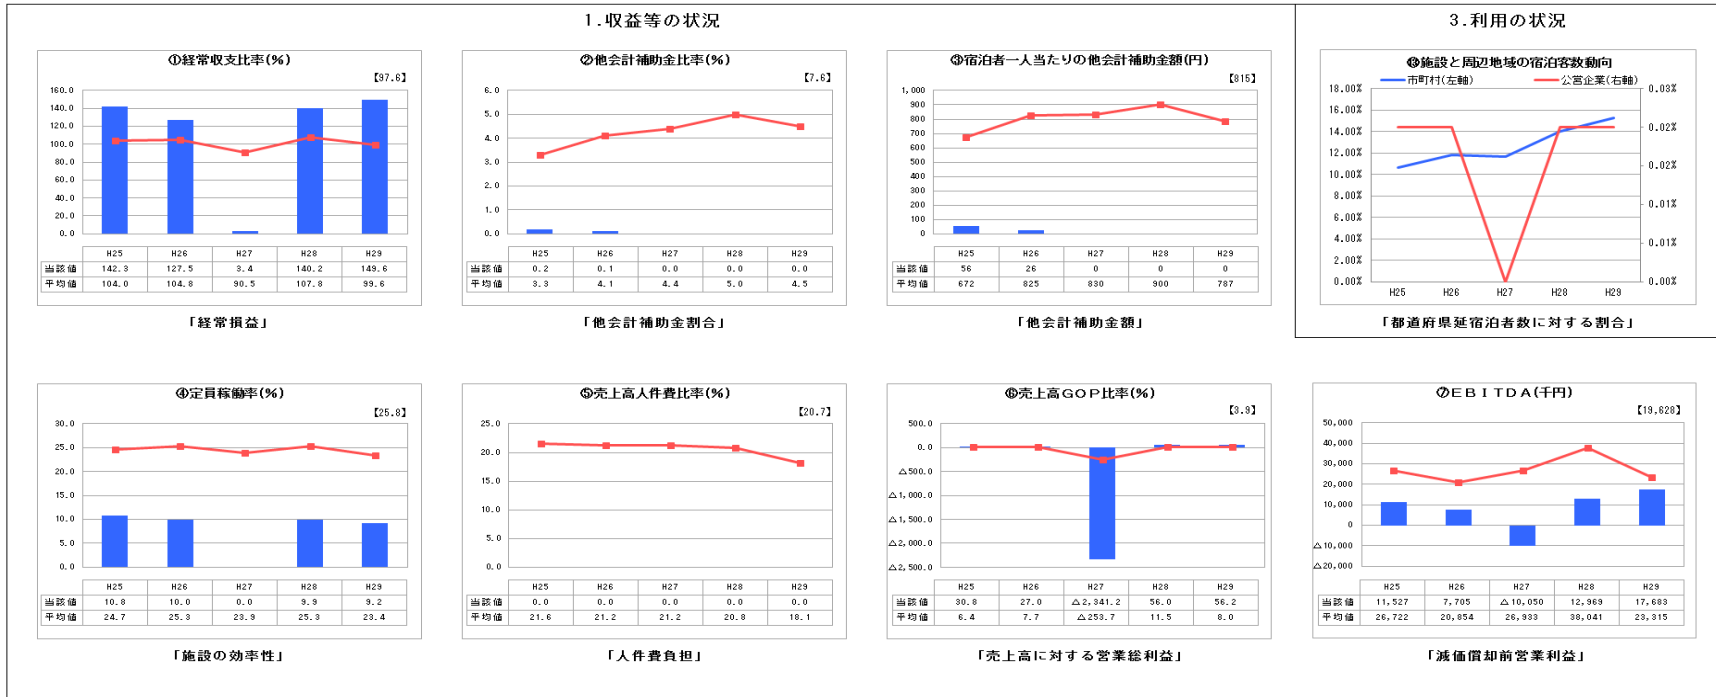 1.収益等の状況
①経常収支比率(%)
【97.6】
160.0
140.0
120.0
100.0
80.0
60.0
40.0
20.0
0.0
H25 H26 H27 H28 H29
当該値 142.3 127.5 3.4 140.2 149.6
平均値 104.0 104.8 90.5 107.8 99.6
「経常損益」
②他会計補助金比率(%)
【7.6】
6.0
5.0
4.0
3.0
2.0
1.0
0.0
H25 H26 H27 H28 H29
当該値 0.2 0.1 0.0 0.0 0.0
平均値 3.3 4.1 4.4 5.0 4.5
「他会計補助金割合」
③宿泊者一人当たりの他会計補助金額(円)
【815】
1,000
900
800
700
600
500
400
300
200
100
0
H25 H26 H27 H28 H29
当該値 56 26 0 0 0
平均値 672 825 830 900 787
「他会計補助金額」
3.利用の状況
⑬施設と周辺地域の宿泊客数動向
市町村(左軸) 公営企業(右軸)
18.00%
16.00%
14.00%
12.00%
10.00%
8.00%
6.00%
4.00%
2.00%
0.00%
0.03%
0.02%
0.02%
0.01%
0.01%
0.00%
H25 H26 H27 H28 H29
「都道府県延宿泊者数に対する割合」
④定員稼働率(%)
【25.8】
30.0
25.0
20.0
15.0
10.0
5.0
0.0
H25 H26 H27 H28 H29
当該値 10.8 10.0 0.0 9.9 9.2
平均値 24.7 25.3 23.9 25.3 23.4
「施設の効率性」
⑤売上高人件費比率(%)
【20.7】
25.0
20.0
15.0
10.0
5.0
0.0
H25 H26 H27 H28 H29
当該値 0.0 0.0 0.0 0.0 0.0
平均値 21.6 21.2 21.2 20.8 18.1
「人件費負担」
⑥売上高GOP比率(%)
【3.9】
500.0
0.0
△500.0
△1,000.0
△1,500.0
△2,000.0
△2,500.0
H25 H26 H27 H28 H29
当該値 30.8 27.0 △2,341.2 56.0 56.2
平均値 6.4 7.7 △253.7 11.5 8.0
「売上高に対する営業総利益」
⑦EBITDA(千円)
【19,628】
50,000
40,000
30,000
20,000
10,000
0
△10,000
△20,000
H25 H26 H27 H28 H29
当該値 11,527 7,705 △10,050 12,969 17,683
平均値 26,722 20,854 26,933 38,041 23,315
「減価償却前営業利益」